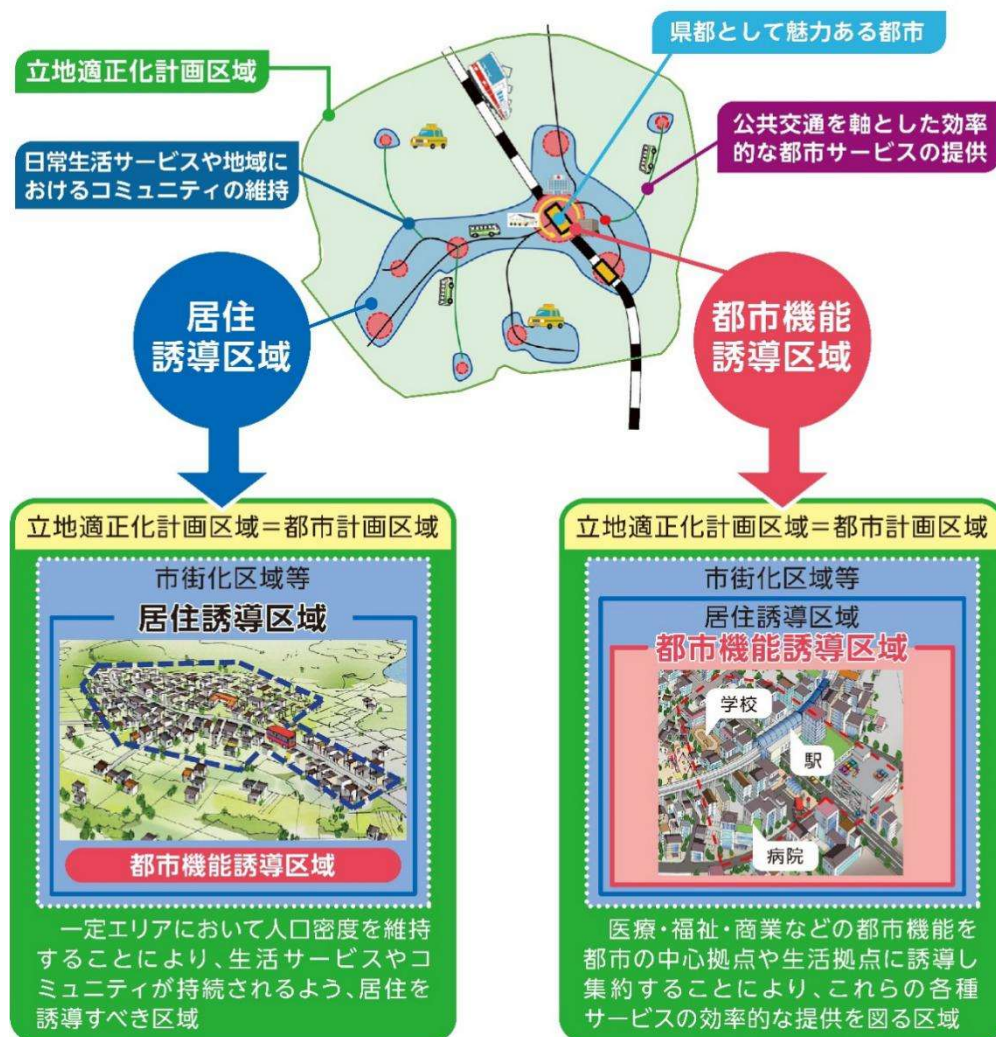 県都として魅力ある都市
立地適正化計画区域
公共交通を軸とした効率
的な都市サービスの提供
日常生活サービスや地域に
おけるコミュニティの維持
居住
誘導区域
都市機能
誘導区域
立地適正化計画区域＝都市計画区域
市街化区域等
居住誘導区域
都市機能誘導区域
一定エリアにおいて人口密度を維持
することにより、生活サービスやコ
ミュニティが持続されるよう、居住を
誘導すべき区域
立地適正化計画区域＝都市計画区域
市街化区域等
居住誘導区域
都市機能誘導区域
学校
駅
病院
医療・福祉・商業などの都市機能を
都市の中心拠点や生活拠点に誘導し
集約することにより、これらの各種
サービスの効率的な提供を図る区域